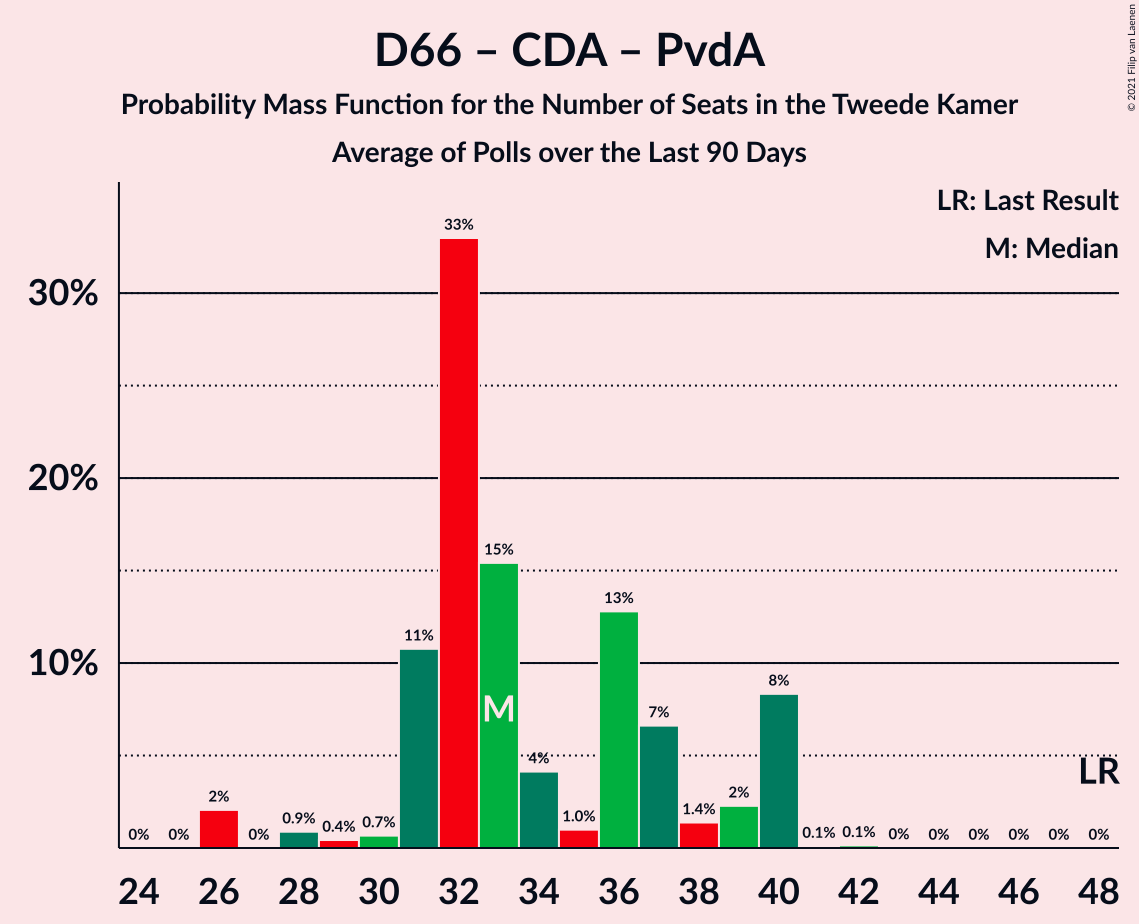 D66 – CDA – PvdA
Probability Mass Function for the Number of Seats in the Tweede Kamer
Average of Polls over the Last 90 Days
© 2021 Filip van Laenen
LR: Last Result
M: Median
30%
20%
10%
0% 0% 2% 0% 0.9% 0.4% 0.7% 11% 33% 15% 4% 1.0% 13% 7% 1.4% 2% 8% 0.1% 0.1% 0% 0% 0% 0% 0% 0%
M
LR
24 26 28 30 32 34 36 38 40 42 44 46 48